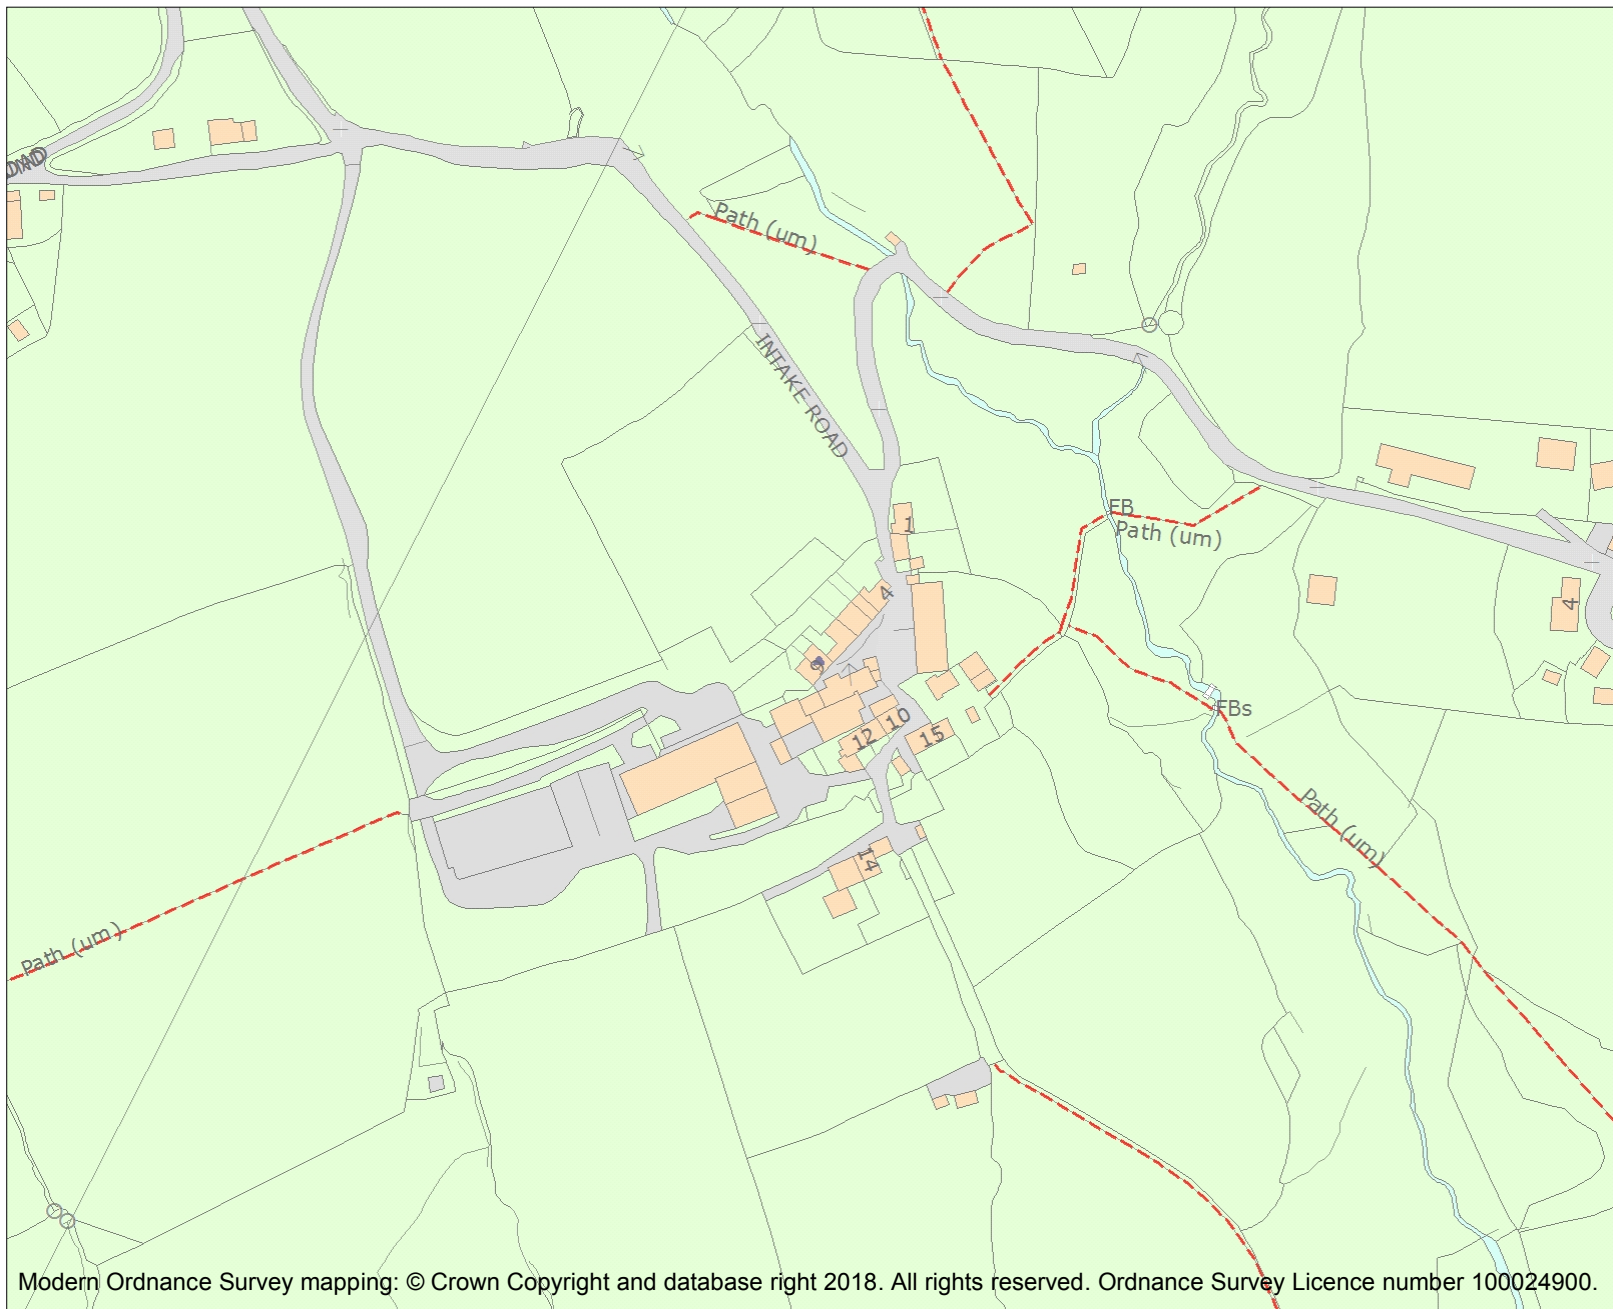 Path (um)
INTAKE ROAD
1
FB
Path (um)
4
4
9
FBs
10
12
15
Path (um)
14
Path (um)
Modern Ordnance Survey mapping: © Crown Copyright and database right 2018. All rights reserved. Ordnance Survey Licence number 100024900.